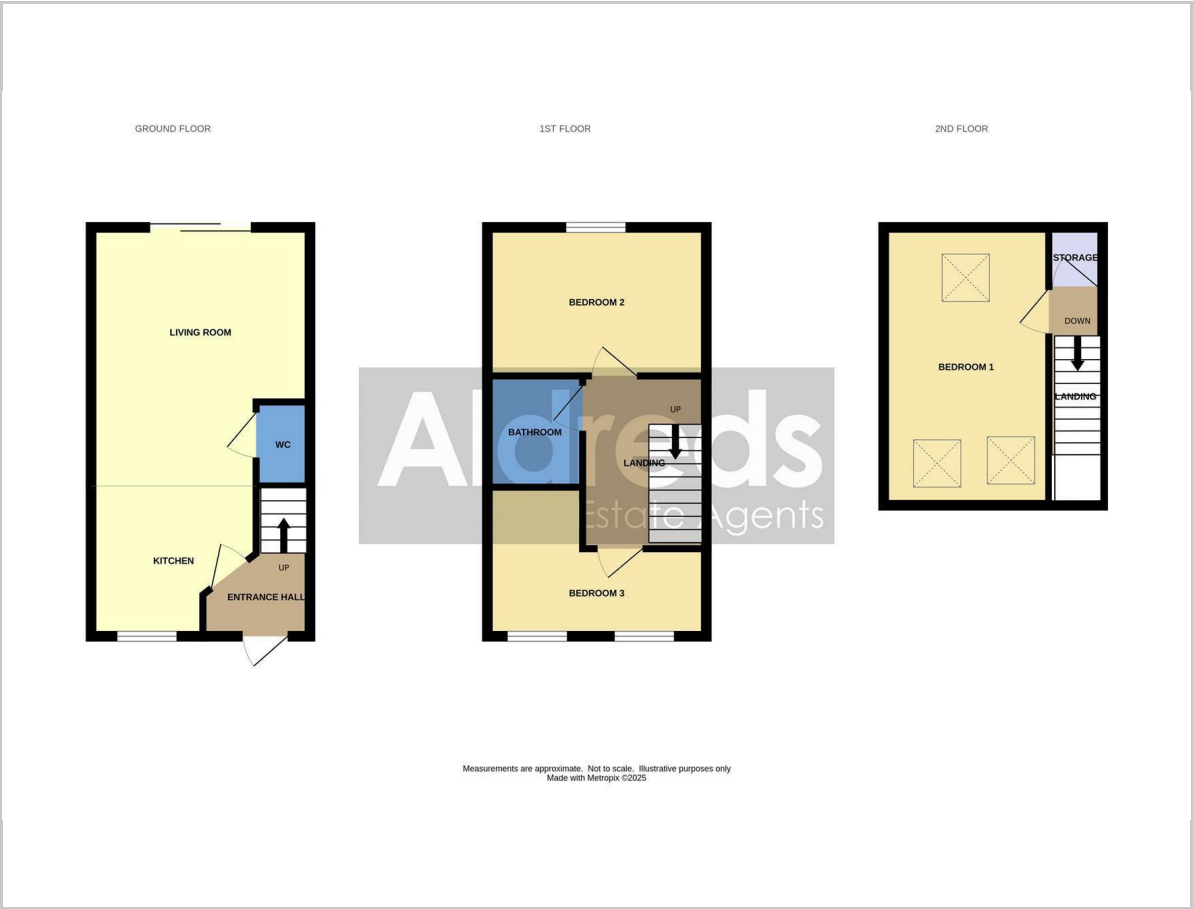 GROUND FLOOR
1ST FLOOR
2ND FLOOR
LIVING ROOM
WC
KITCHEN
UP
ENTRANCE HALL
BEDROOM 2
UP
BATHROOM
LANDING
BEDROOM 3
STORAGE
DOWN
BEDROOM 1
LANDING
Aldreds
Estate Agents
Measurements are approximate. Not to scale. Illustrative purposes only
Made with Metropix ©2025